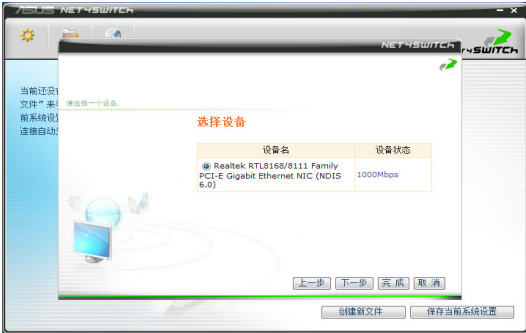 ASUS NET4SWITCH
NET4SWITCH
当前还没有
文件"来
前系统设置
连接自动
请选择一个设备.
选择设备
设备名
设备状态
Realtek RTL8168/8111 Family
PCI-E Gigabit Ethernet NIC (NDIS
6.0)
1000Mbps
上一步
下一步
完 成
取 消
创建新文件
保存当前系统设置